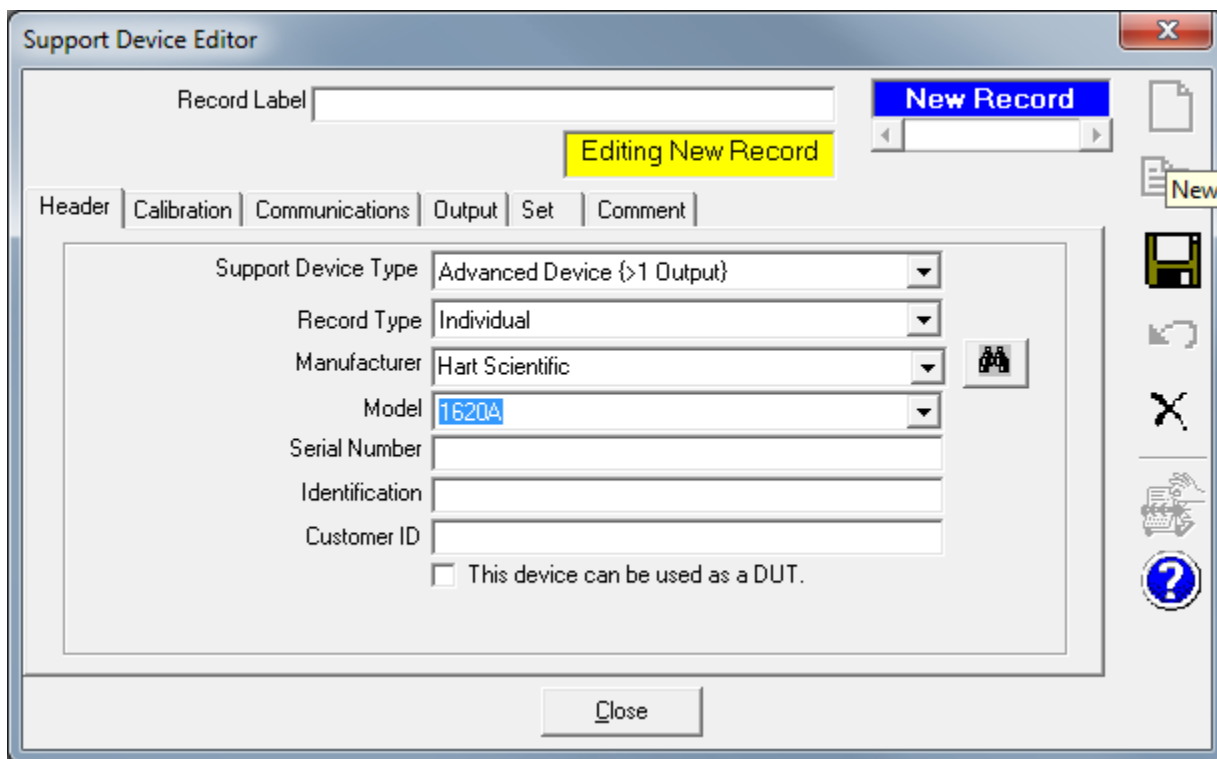 Support Device Editor
Record Label
New Record
Editing New Record
New
Header Calibration Communications Output Set Comment
Support Device Type Advanced Device {>1 Output}
Record Type Individual
Manufacturer Hart Scientific
Model 1620A
Serial Number
Identification
Customer ID
This device can be used as a DUT.
?
Close